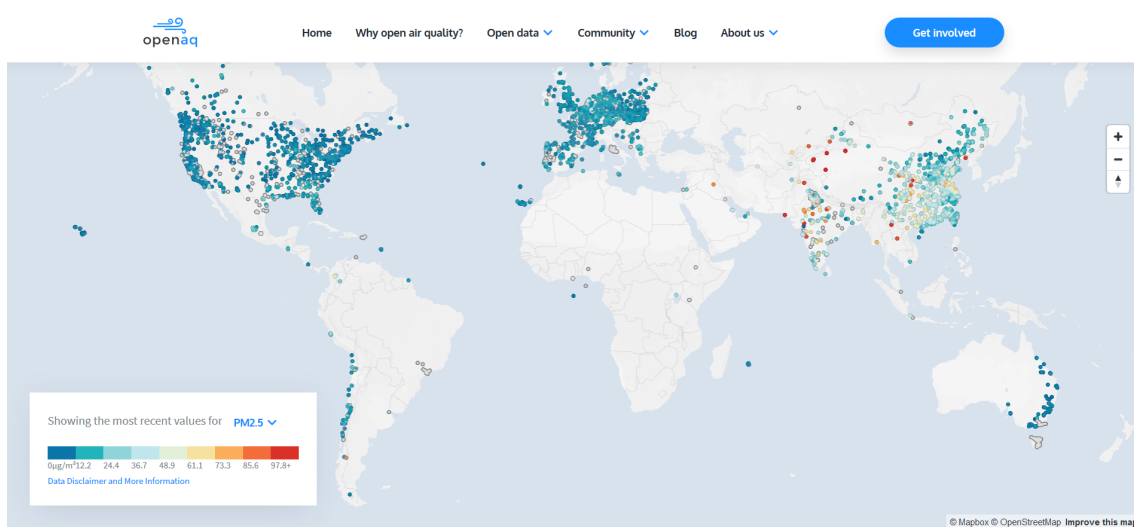 openaq
Home Why open air quality? Open data Community Blog About us Get involved
+
−
Showing the most recent values for PM2.5
0μg/m³12.2 24.4 36.7 48.9 61.1 73.3 85.6 97.8+
Data Disclaimer and More Information
© Mapbox © OpenStreetMap Improve this map